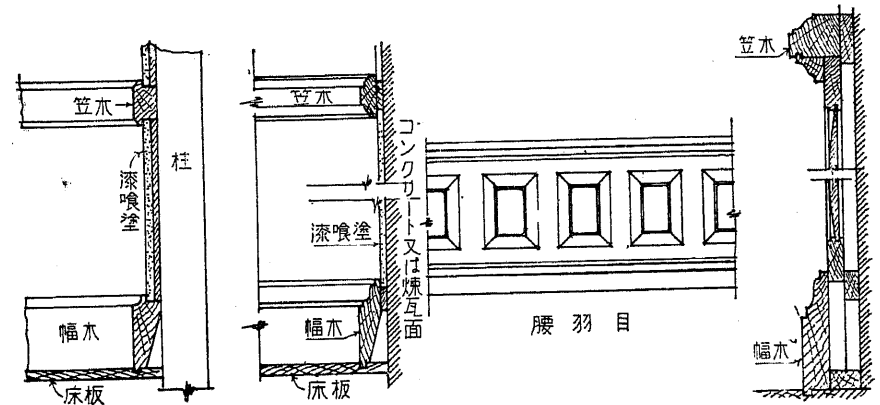 笠木
柱
漆喰塗
幅木
床板
笠木
コンクリート又は煉瓦面
漆喰塗
幅木
床板
腰羽目
笠木
幅木